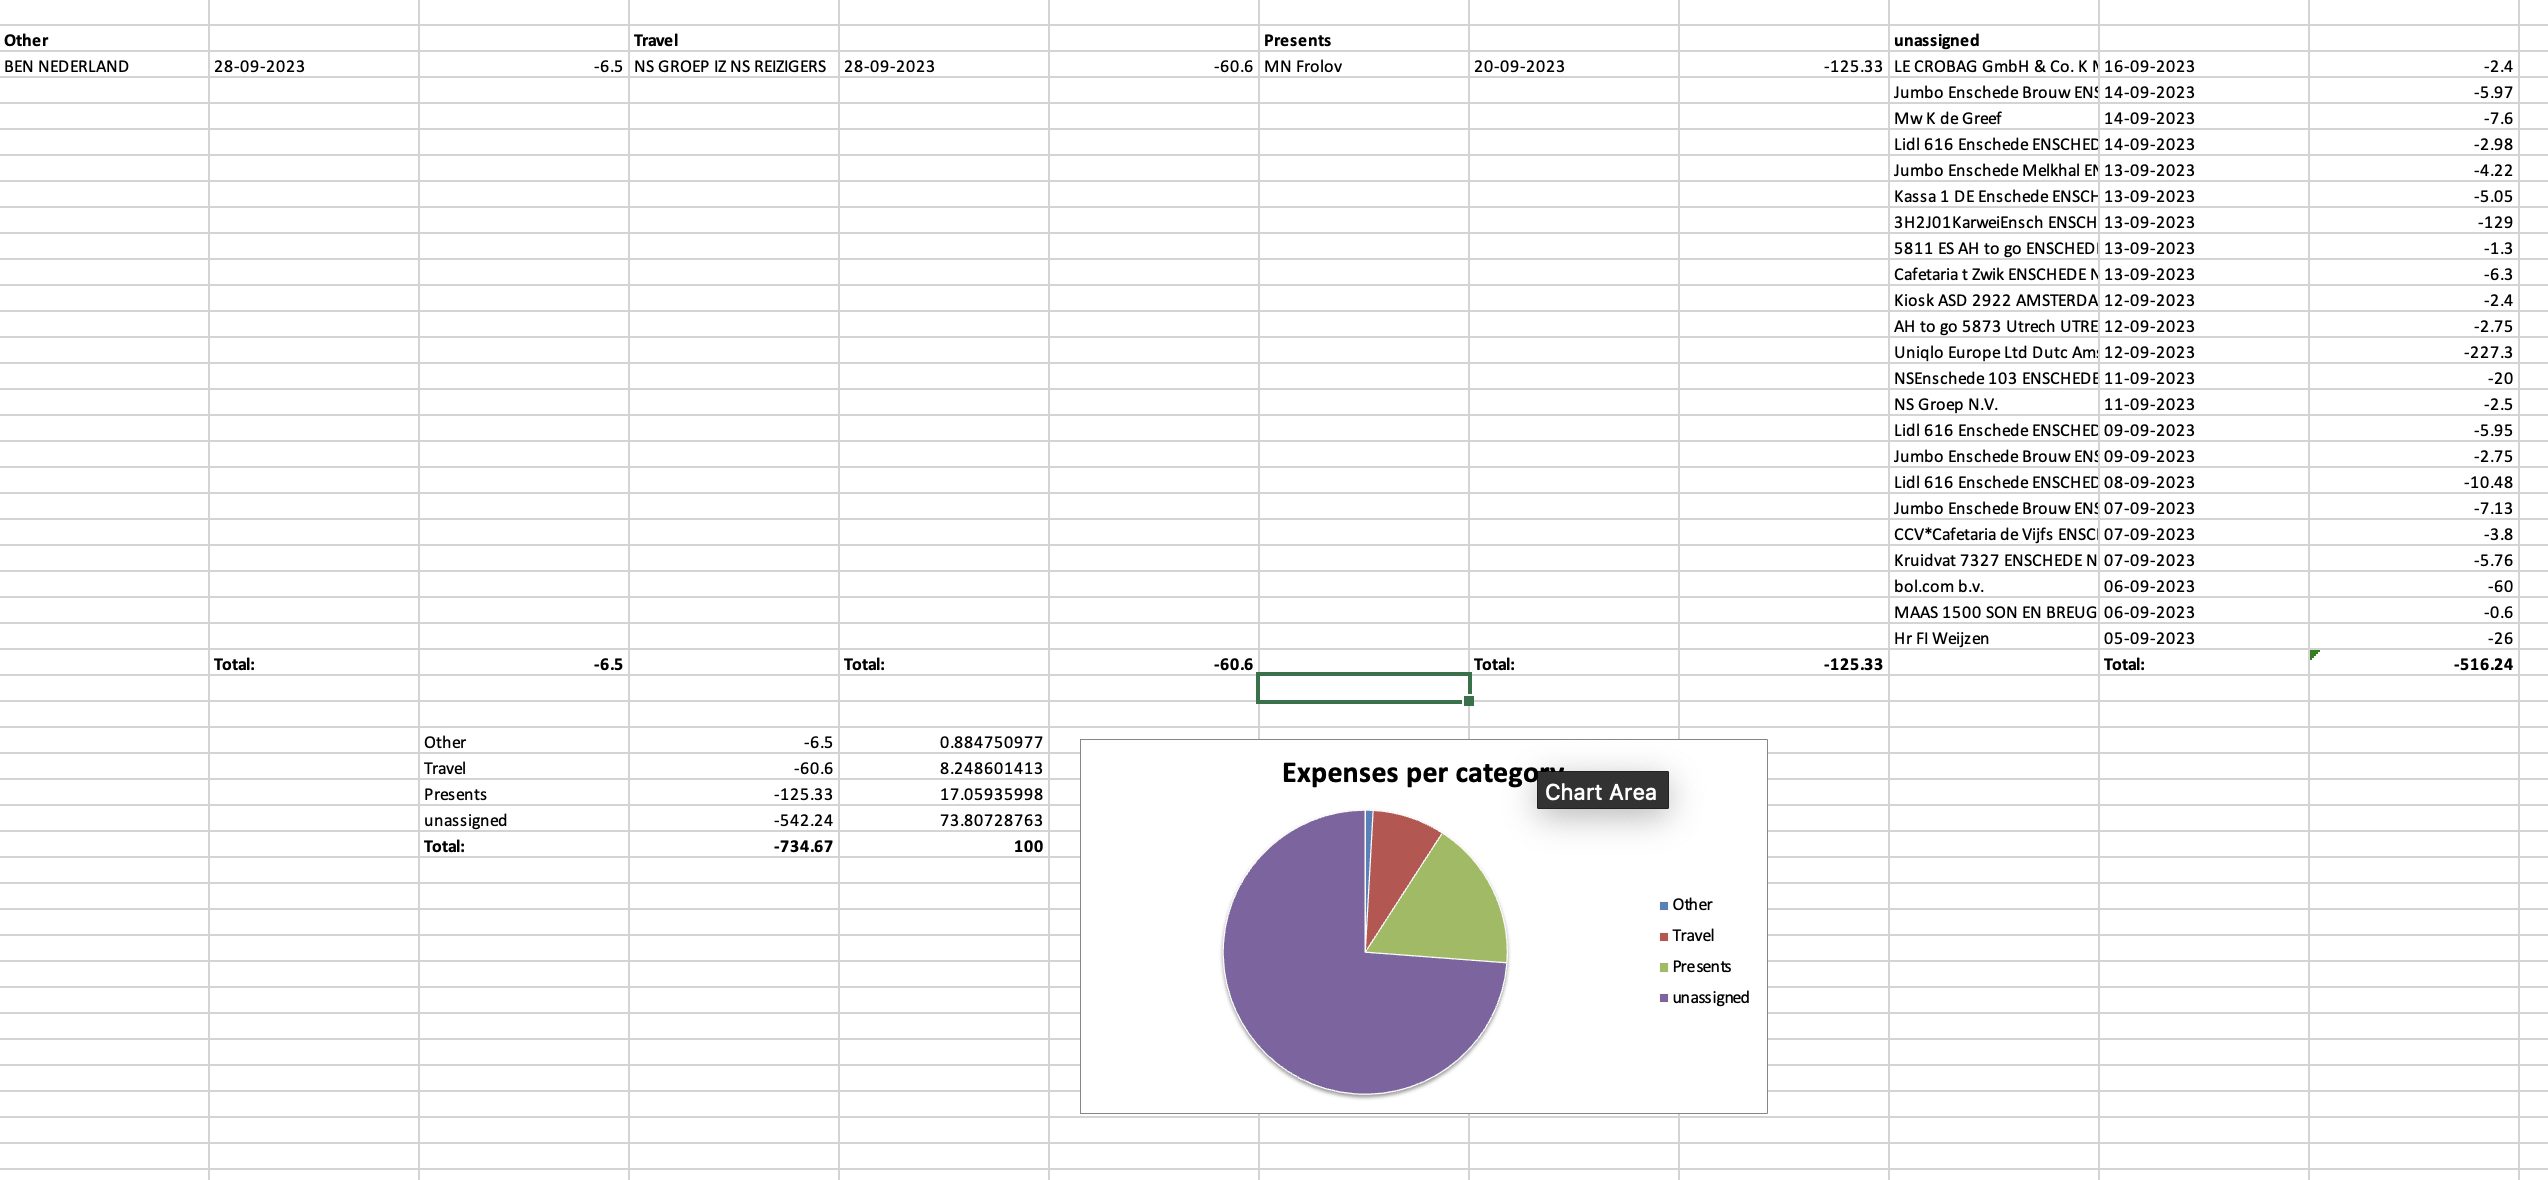 Other Travel Presents unassigned
BEN NEDERLAND 28-09-2023 -6.5 NS GROEP IZ NS REIZIGERS 28-09-2023 -60.6 MN Frolov 20-09-2023 -125.33 LE CROBAG GmbH & Co. K 16-09-2023 -2.4
Jumbo Enschede Brouw ENS 14-09-2023 -5.97
Mw K de Greef 14-09-2023 -7.6
Lidl 616 Enschede ENSCHED 14-09-2023 -2.98
Jumbo Enschede Melkhal EN 13-09-2023 -4.22
Kassa 1 DE Enschede ENSCH 13-09-2023 -5.05
3H2J01KarweiEnsch ENSCH 13-09-2023 -129
5811 ES AH to go ENSCHED 13-09-2023 -1.3
Cafetaria t Zwik ENSCHEDE N 13-09-2023 -6.3
Kiosk ASD 2922 AMSTERDA 12-09-2023 -2.4
AH to go 5873 Utrech UTRE 12-09-2023 -2.75
Uniqlo Europe Ltd Dutc Ams 12-09-2023 -227.3
NSEnschede 103 ENSCHEDE 11-09-2023 -20
NS Groep N.V. 11-09-2023 -2.5
Lidl 616 Enschede ENSCHED 09-09-2023 -5.95
Jumbo Enschede Brouw ENS 09-09-2023 -2.75
Lidl 616 Enschede ENSCHED 08-09-2023 -10.48
Jumbo Enschede Brouw ENS 07-09-2023 -7.13
CCV*Cafetaria de Vijfs ENSC 07-09-2023 -3.8
Kruidvat 7327 ENSCHEDE N 07-09-2023 -5.76
bol.com b.v. 06-09-2023 -60
MAAS 1500 SON EN BREUG 06-09-2023 -0.6
Hr FI Weijzen 05-09-2023 -26
Total: -6.5 Total: -60.6 Total: -125.33 Total: -516.24
Other -6.5 0.884750977
Travel -60.6 8.248601413
Presents -125.33 17.05935998
unassigned -542.24 73.80728763
Total: -734.67 100
Expenses per category
Chart Area
Other
Travel
Presents
unassigned